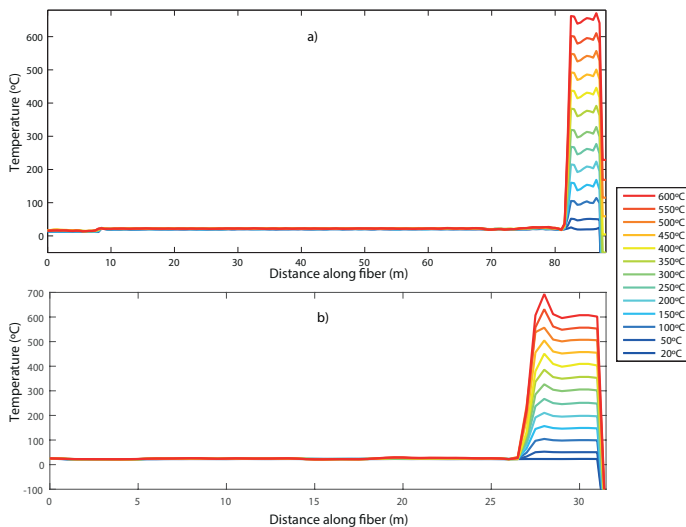 a)
Temperature (ºC)
600
500
400
300
200
100
0
0 10 20 30 40 50 60 70 80
Distance along fiber (m)
600ºC
550ºC
500ºC
450ºC
400ºC
350ºC
300ºC
250ºC
200ºC
150ºC
100ºC
50ºC
20ºC
b)
Temperature (ºC)
700
600
500
400
300
200
100
0
-100
0 5 10 15 20 25 30
Distance along fiber (m)